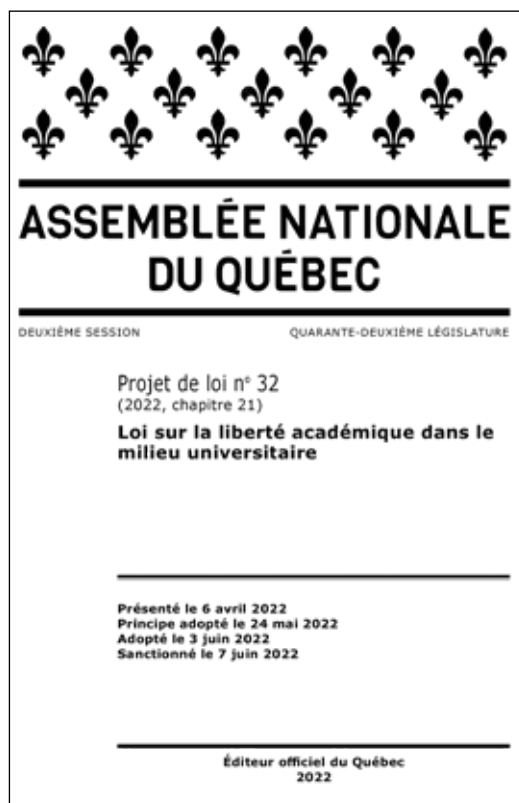 ASSEMBLÉE NATIONALE
DU QUÉBEC
DEUXIÈME SESSION QUARANTE-DEUXIÈME LÉGISLATURE
Projet de loi nº 32
(2022, chapitre 21)
Loi sur la liberté académique dans le
milieu universitaire
Présenté le 6 avril 2022
Principe adopté le 24 mai 2022
Adopté le 3 juin 2022
Sanctionné le 7 juin 2022
Éditeur officiel du Québec
2022